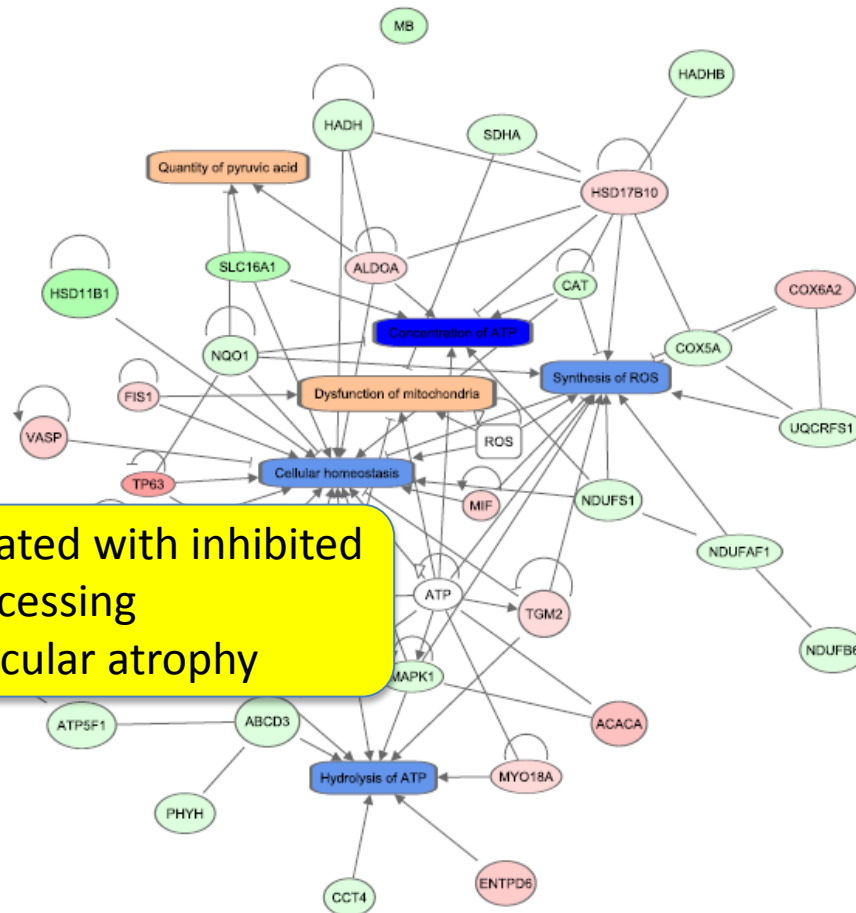 MB
HADHB
HADH
SDHA
Quantity of pyruvic acid
HSD17B10
SLC16A1
ALDOA
CAT
HSD11B1
COX6A2
Concentration of ATP
NQO1
COX5A
Synthesis of ROS
FIS1
Dysfunction of mitochondria
UQCRFS1
VASP
ROS
Cellular homeostasis
TP63
MIF
NDUFS1
ated with inhibited
NDUFAF1
cessing
ATP
TGM2
cular atrophy
NDUFB6
MAPK1
ATP5F1
ABCD3
ACACA
Hydrolysis of ATP
MYO18A
PHYH
ENTPD6
CCT4